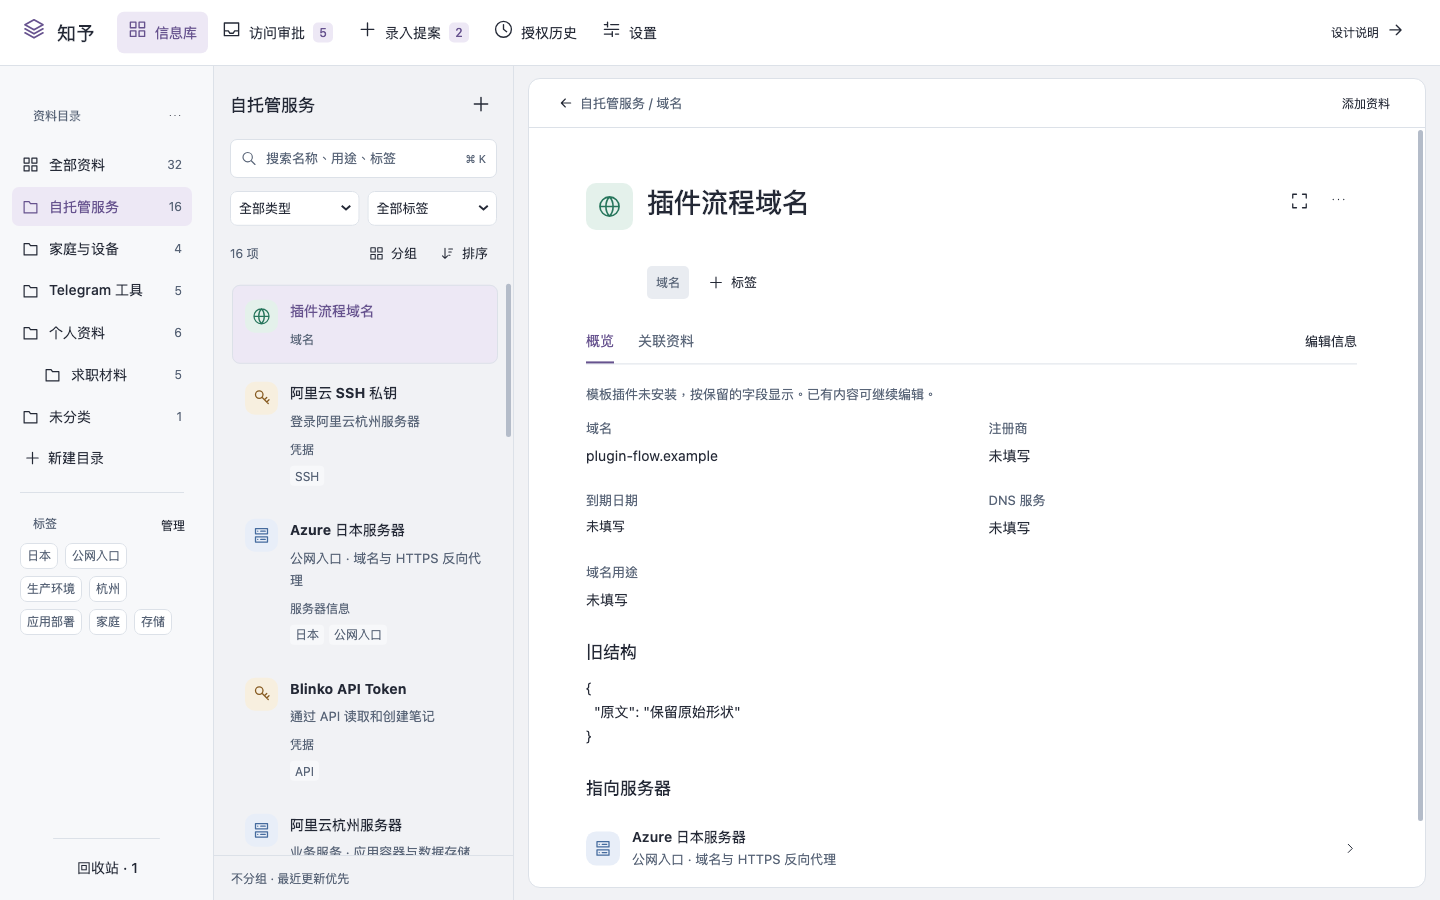 知予
信息库
访问审批 5
录入提案 2
授权历史
设置
设计说明
资料目录
全部资料 32
自托管服务 16
家庭与设备 4
Telegram 工具 5
个人资料 6
求职材料 5
未分类 1
新建目录
标签 管理
日本 公网入口
生产环境 杭州
应用部署 家庭 存储
回收站 · 1
自托管服务
搜索名称、用途、标签 ⌘ K
全部类型 全部标签
16 项 分组 排序
插件流程域名
域名
阿里云 SSH 私钥
登录阿里云杭州服务器
凭据
SSH
Azure 日本服务器
公网入口 · 域名与 HTTPS 反向代
理
服务器信息
日本 公网入口
Blinko API Token
通过 API 读取和创建笔记
凭据
API
阿里云杭州服务器
业务服务 · 应用容器与数据存储
不分组 · 最近更新优先
自托管服务 / 域名 添加资料
插件流程域名
域名 标签
概览 关联资料 编辑信息
模板插件未安装，按保留的字段显示。已有内容可继续编辑。
域名 注册商
plugin-flow.example 未填写
到期日期 DNS 服务
未填写 未填写
域名用途
未填写
旧结构
{
"原文": "保留原始形状"
}
指向服务器
Azure 日本服务器
公网入口 · 域名与 HTTPS 反向代理